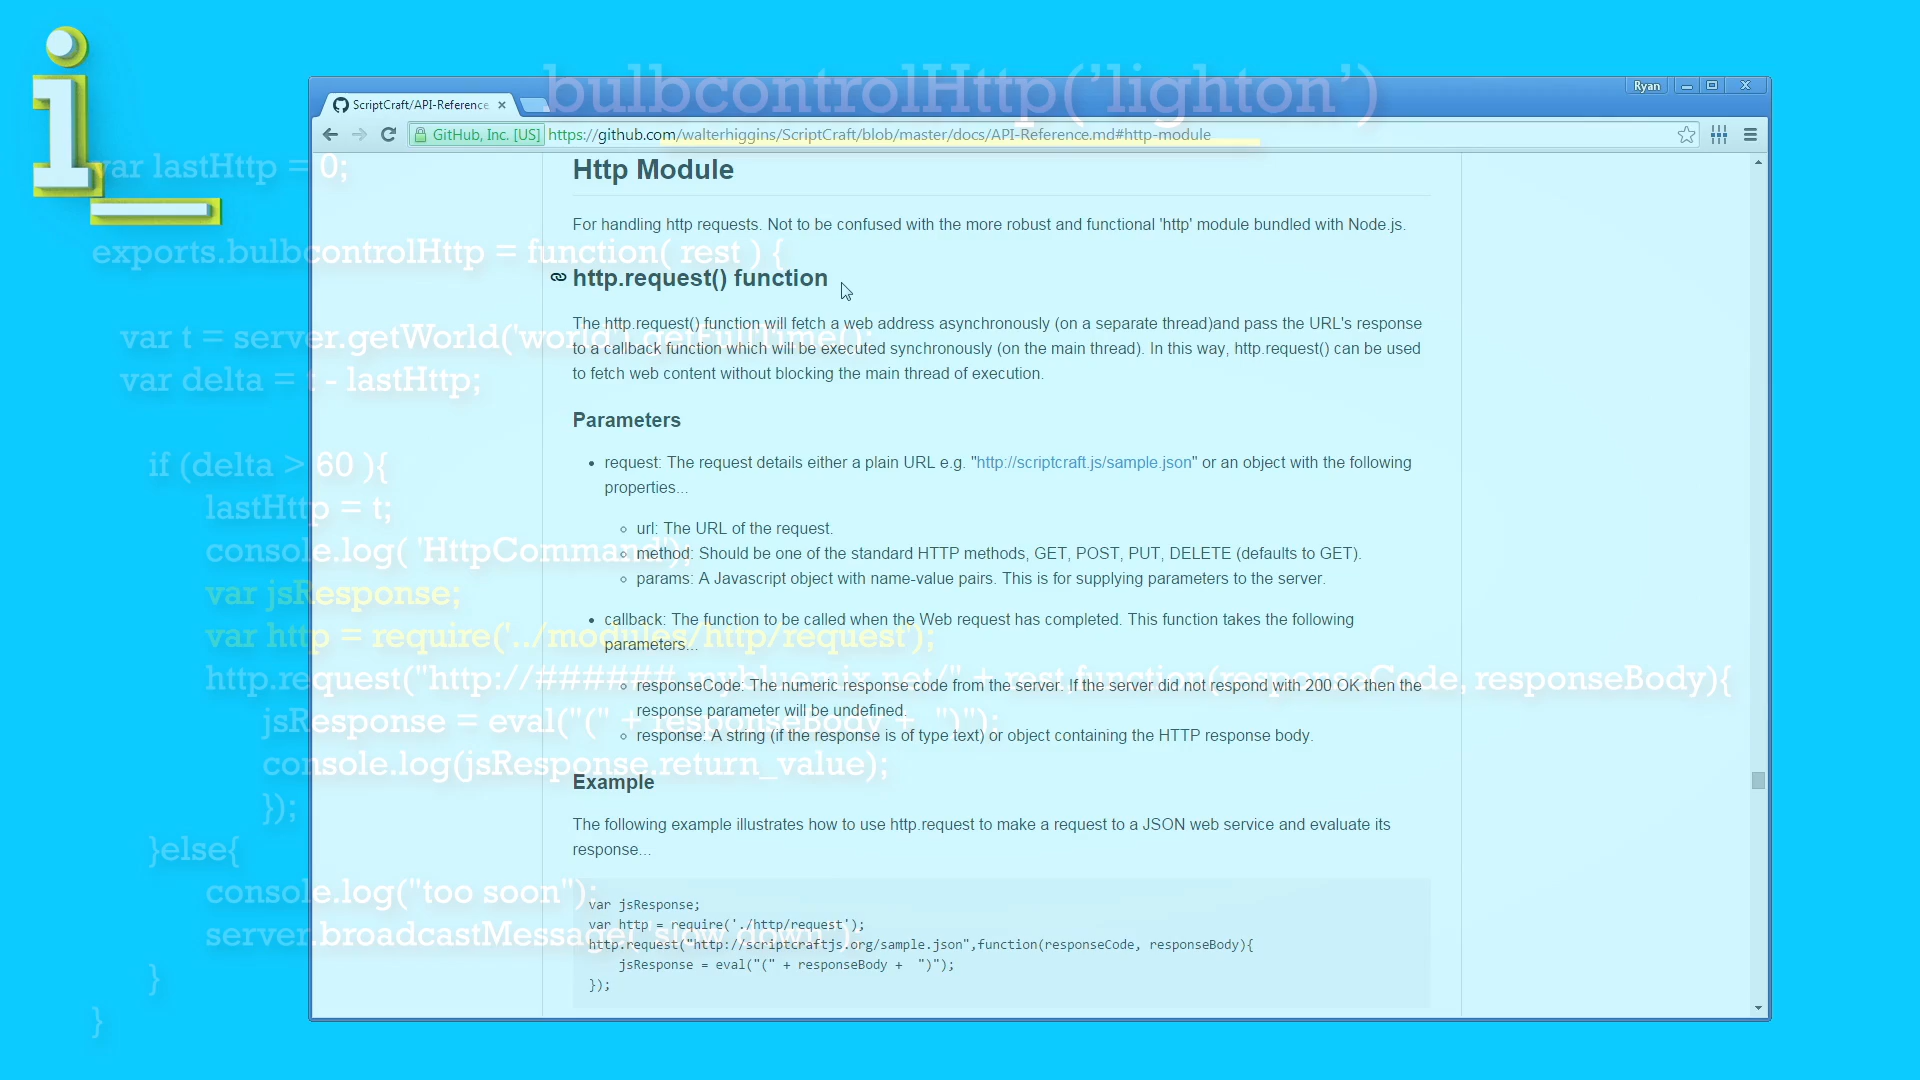 i_
bulbcontrolHttp('lighton')
Ryan
ScriptCraft/API-Reference
GitHub, Inc. [US] https://github.com/walterhiggins/ScriptCraft/blob/master/docs/API-Reference.md#http-module
Http Module
For handling http requests. Not to be confused with the more robust and functional 'http' module bundled with Node.js.
http.request() function
The http.request() function will fetch a web address asynchronously (on a separate thread)and pass the URL's response
to a callback function which will be executed synchronously (on the main thread). In this way, http.request() can be used
to fetch web content without blocking the main thread of execution.
Parameters
• request: The request details either a plain URL e.g. "http://scriptcraft.js/sample.json" or an object with the following
properties...
◦ url: The URL of the request.
◦ method: Should be one of the standard HTTP methods, GET, POST, PUT, DELETE (defaults to GET).
◦ params: A Javascript object with name-value pairs. This is for supplying parameters to the server.
• callback: The function to be called when the Web request has completed. This function takes the following
parameters...
◦ responseCode: The numeric response code from the server. If the server did not respond with 200 OK then the
response parameter will be undefined.
◦ response: A string (if the response is of type text) or object containing the HTTP response body.
Example
The following example illustrates how to use http.request to make a request to a JSON web service and evaluate its
response...
var jsResponse;
var http = require('./http/request');
http.request("http://scriptcraftjs.org/sample.json",function(responseCode, responseBody){
jsResponse = eval("(" + responseBody + ")");
});
var lastHttp = 0;
exports.bulbcontrolHttp = function( rest ) {
var t = server.getWorld('world').getFullTime();
var delta = t - lastHttp;
if (delta > 60 ){
lastHttp = t;
console.log( 'HttpCommand');
var jsResponse;
var http = require('../modules/http/request');
http.request("http://######.mybluemix.net/" + rest,function(responseCode, responseBody){
jsResponse = eval("(" + responseBody + ")");
console.log(jsResponse.return_value);
});
}else{
console.log("too soon");
server.broadcastMessage('slow down');
}
}